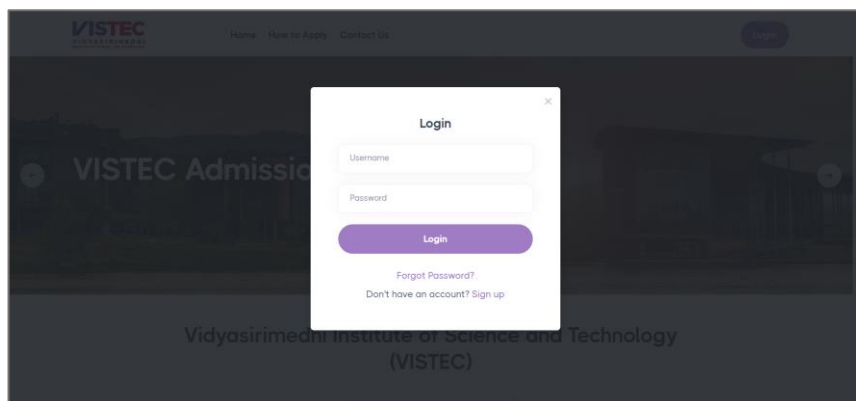 VISTEC
VIDYASIRIMEDHI
Home How to Apply Contact Us
Login
×
Login
VISTEC Admissio
Username
Password
Login
Forgot Password?
Don't have an account? Sign up
Vidyasirimedhi Institute of Science and Technology
(VISTEC)